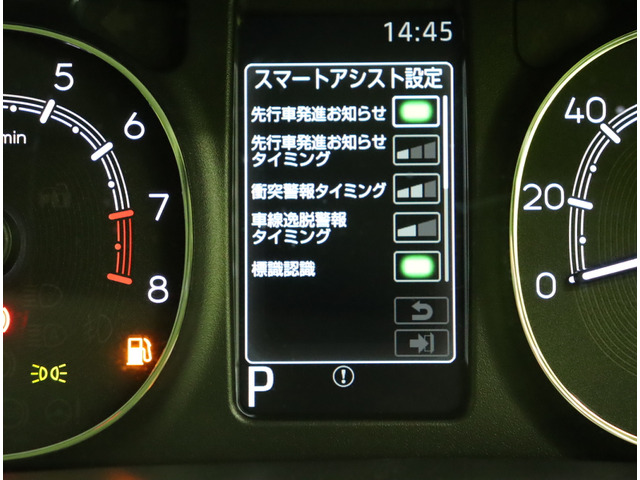 14:45
スマートアシスト設定
先行車発進お知らせ
先行車発進お知らせ
タイミング
衝突警報タイミング
車線逸脱警報
タイミング
標識認識
P
5
6
7
8
min
40
20
0